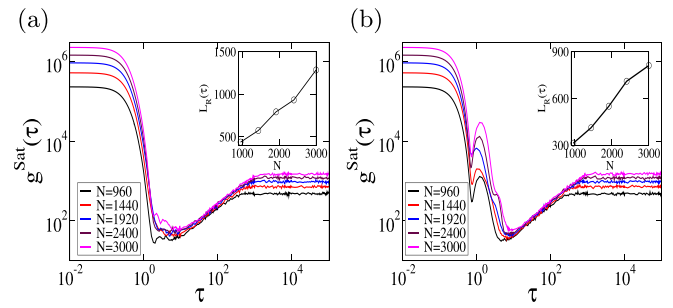 (a)
(b)
g^Sat(τ)
10^6
10^4
10^2
10^-2
10^0
10^2
10^4
τ
N=960
N=1440
N=1920
N=2400
N=3000
L_R(τ)
1500
1000
500
1000
2000
3000
N
g^Sat(τ)
10^6
10^4
10^2
10^-2
10^0
10^2
10^4
τ
N=960
N=1440
N=1920
N=2400
N=3000
L_R(τ)
900
600
300
1000
2000
3000
N